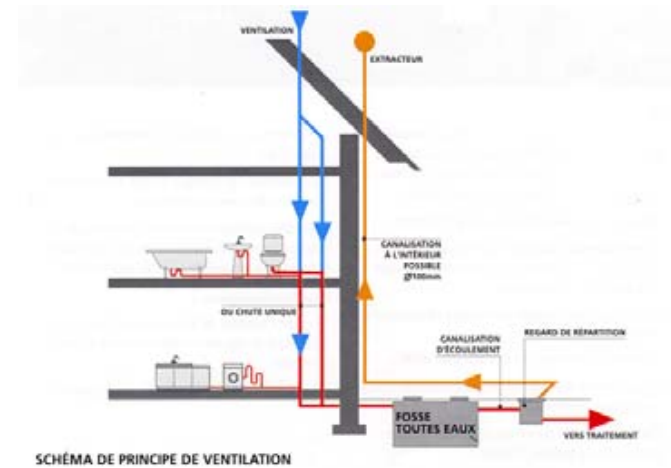 VENTILATION
EXTRACTEUR
CANALISATION
À L'INTÉRIEUR
POSSIBLE
Ø100mm
OU CHUTE UNIQUE
CANALISATION
D'ÉCOULEMENT
REGARD DE RÉPARTITION
FOSSE
TOUTES EAUX
VERS TRAITEMENT
SCHÉMA DE PRINCIPE DE VENTILATION